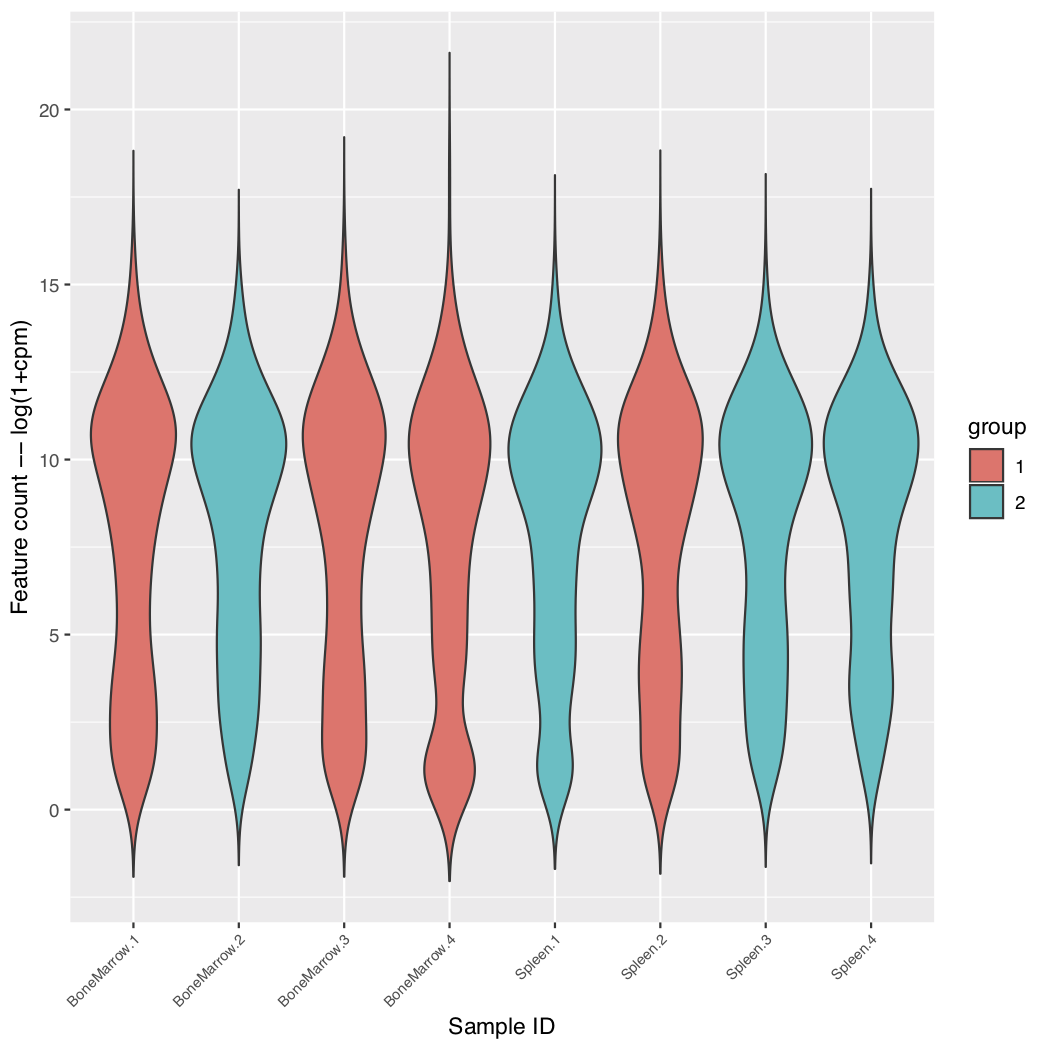 Feature count −− log(1+cpm)
20
15
10
5
0
BoneMarrow.1
BoneMarrow.2
BoneMarrow.3
BoneMarrow.4
Spleen.1
Spleen.2
Spleen.3
Spleen.4
Sample ID
group
1
2